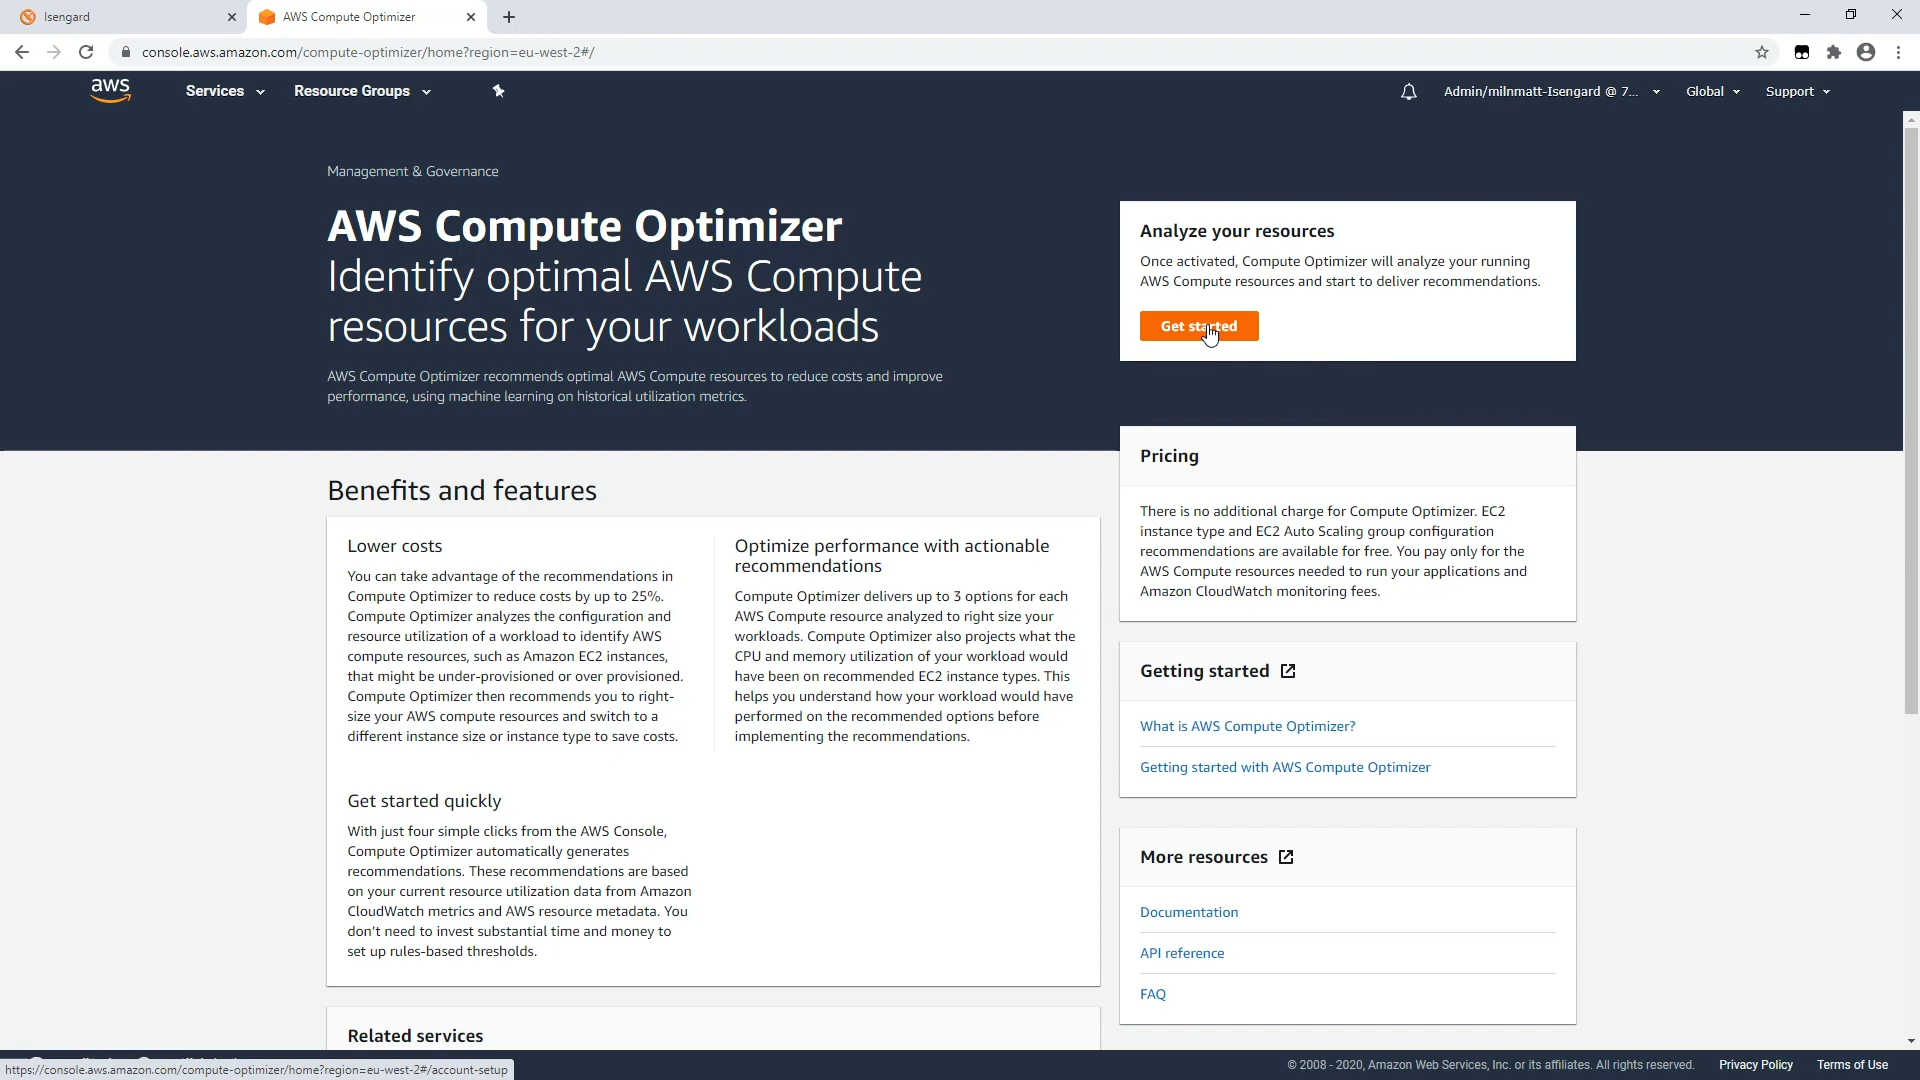 Isengard
AWS Compute Optimizer
console.aws.amazon.com/compute-optimizer/home?region=eu-west-2#/
aws
Services
Resource Groups
Admin/milnmatt-Isengard @ 7...
Global
Support
Management & Governance
AWS Compute Optimizer
Identify optimal AWS Compute
resources for your workloads
AWS Compute Optimizer recommends optimal AWS Compute resources to reduce costs and improve
performance, using machine learning on historical utilization metrics.
Analyze your resources
Once activated, Compute Optimizer will analyze your running
AWS Compute resources and start to deliver recommendations.
Get started
Pricing
There is no additional charge for Compute Optimizer. EC2
instance type and EC2 Auto Scaling group configuration
recommendations are available for free. You pay only for the
AWS Compute resources needed to run your applications and
Amazon CloudWatch monitoring fees.
Benefits and features
Lower costs
You can take advantage of the recommendations in
Compute Optimizer to reduce costs by up to 25%.
Compute Optimizer analyzes the configuration and
resource utilization of a workload to identify AWS
compute resources, such as Amazon EC2 instances,
that might be under-provisioned or over provisioned.
Compute Optimizer then recommends you to right-
size your AWS compute resources and switch to a
different instance size or instance type to save costs.
Optimize performance with actionable
recommendations
Compute Optimizer delivers up to 3 options for each
AWS Compute resource analyzed to right size your
workloads. Compute Optimizer also projects what the
CPU and memory utilization of your workload would
have been on recommended EC2 instance types. This
helps you understand how your workload would have
performed on the recommended options before
implementing the recommendations.
Get started quickly
With just four simple clicks from the AWS Console,
Compute Optimizer automatically generates
recommendations. These recommendations are based
on your current resource utilization data from Amazon
CloudWatch metrics and AWS resource metadata. You
don't need to invest substantial time and money to
set up rules-based thresholds.
Getting started
What is AWS Compute Optimizer?
Getting started with AWS Compute Optimizer
More resources
Documentation
API reference
FAQ
Related services
https://console.aws.amazon.com/compute-optimizer/home?region=eu-west-2#/account-setup
© 2008 - 2020, Amazon Web Services, Inc. or its affiliates. All rights reserved.
Privacy Policy
Terms of Use